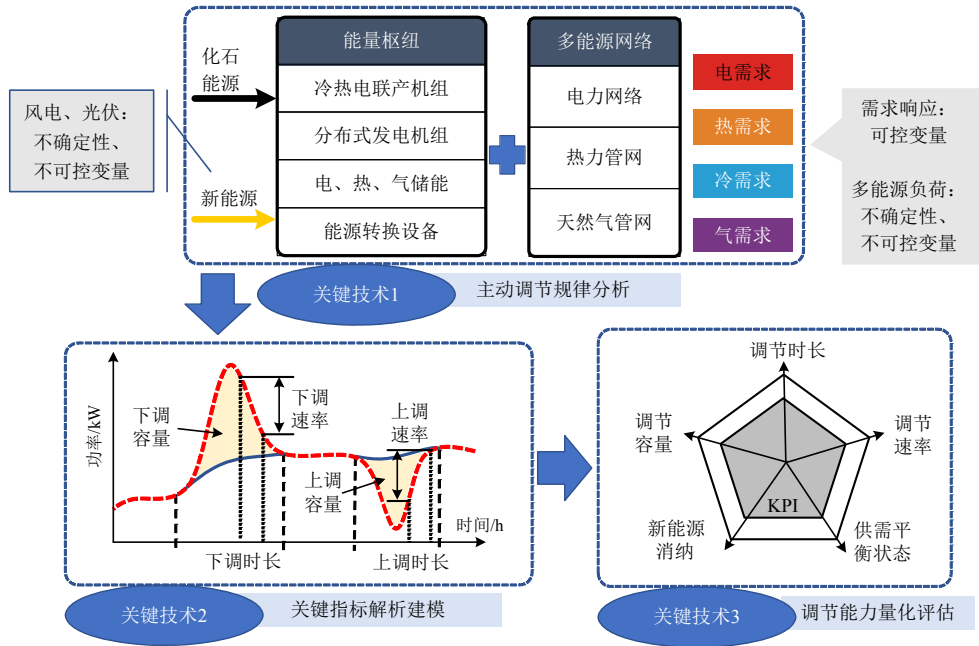 化石
能源
能量枢纽
冷热电联产机组
分布式发电机组
电、热、气储能
能源转换设备
多能源网络
电力网络
热力管网
天然气管网
电需求
热需求
冷需求
气需求
风电、光伏：
不确定性、
不可控变量
新能源
需求响应：
可控变量
多能源负荷：
不确定性、
不可控变量
关键技术1
主动调节规律分析
功率/kW
下调
容量
下调
速率
上调
速率
上调
容量
时间/h
下调时长
上调时长
关键技术2
关键指标解析建模
调节时长
调节
容量
调节
速率
KPI
新能源
消纳
供需平
衡状态
关键技术3
调节能力量化评估